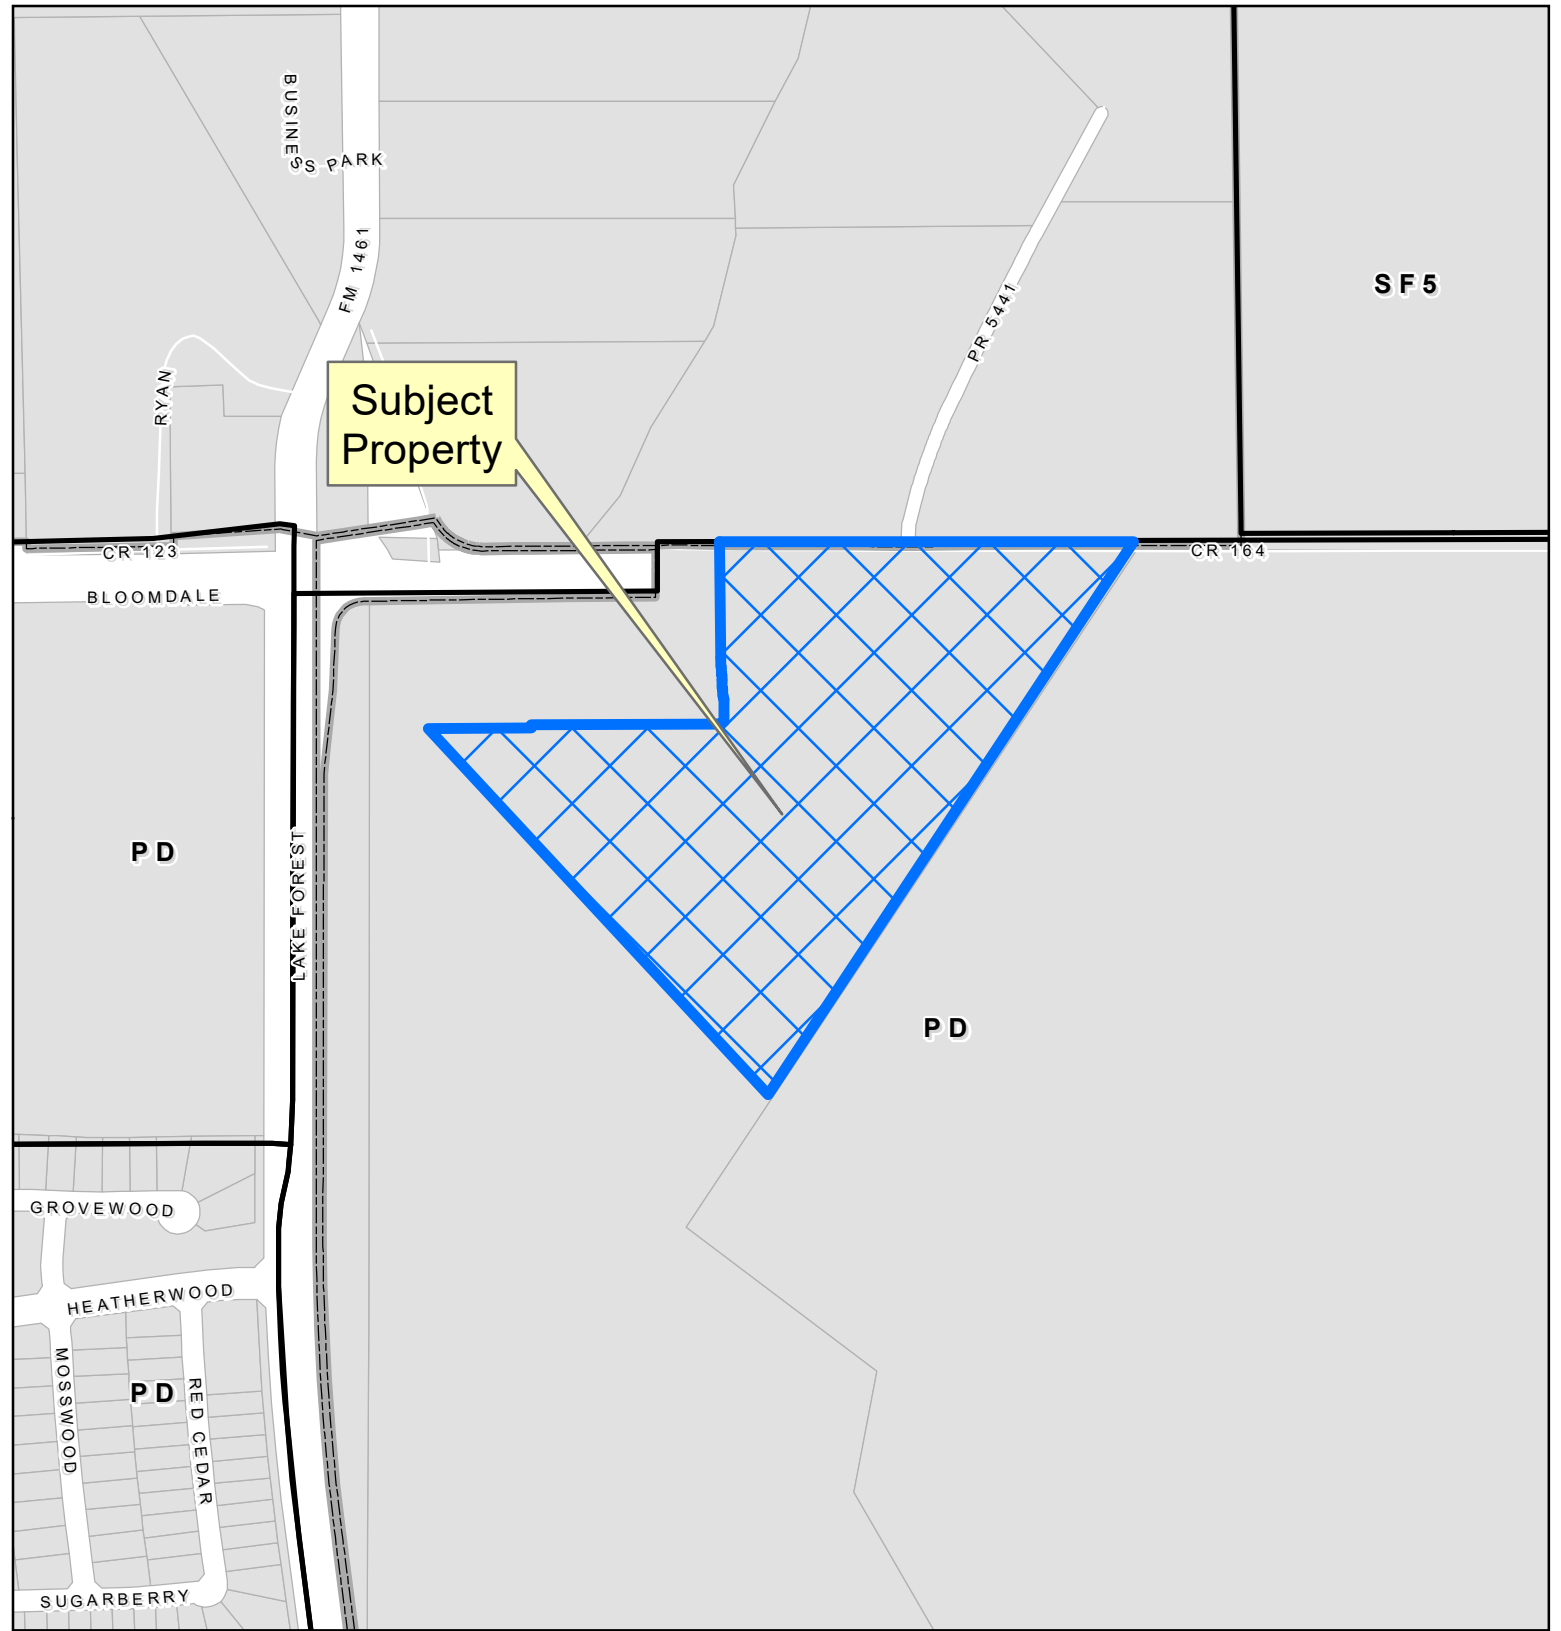 BUSINESS PARK
FM 1461
SF5
PR 5441
RYAN
Subject
Property
CR 123
CR 164
BLOOMDALE
PD
LAKE FOREST
PD
GROVEWOOD
HEATHERWOOD
MOSSWOOD
PD
RED CEDAR
SUGARBERRY